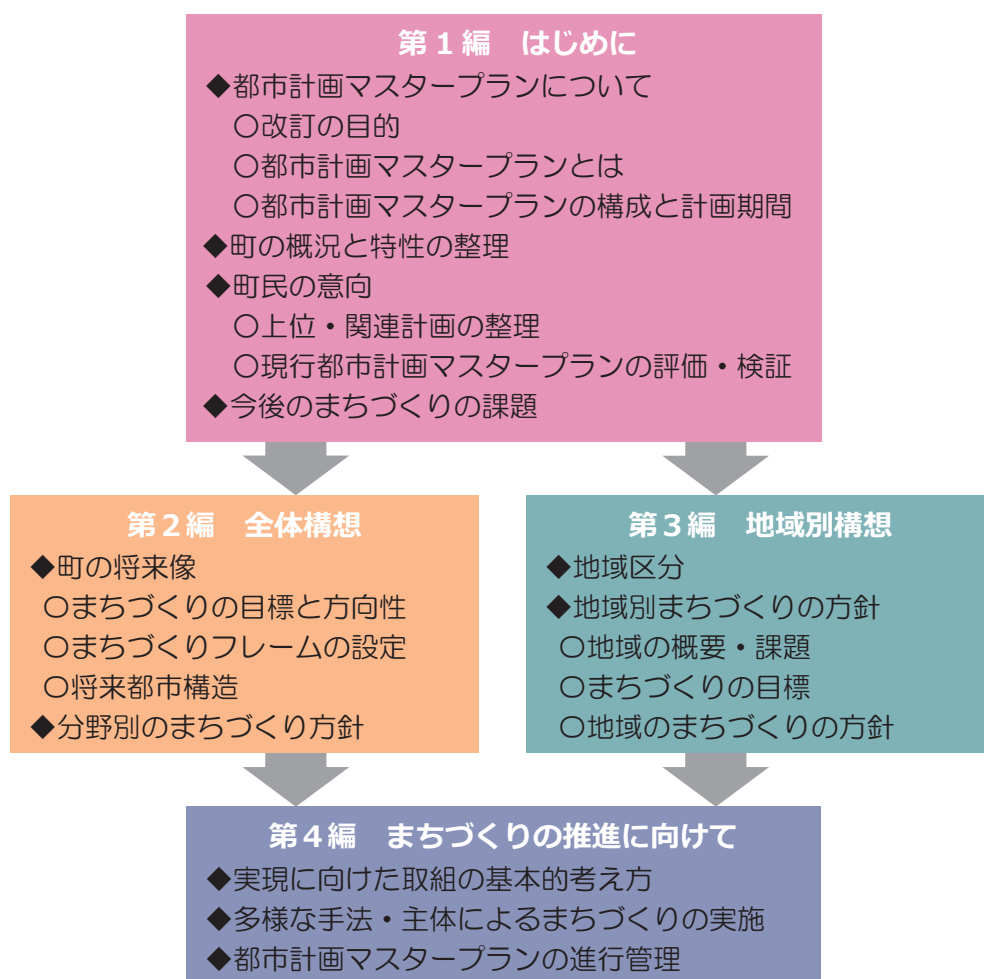 第1編　はじめに
◆都市計画マスタープランについて
〇改訂の目的
〇都市計画マスタープランとは
〇都市計画マスタープランの構成と計画期間
◆町の概況と特性の整理
◆町民の意向
〇上位・関連計画の整理
〇現行都市計画マスタープランの評価・検証
◆今後のまちづくりの課題
第2編　全体構想
◆町の将来像
〇まちづくりの目標と方向性
〇まちづくりフレームの設定
〇将来都市構造
◆分野別のまちづくり方針
第3編　地域別構想
◆地域区分
◆地域別まちづくりの方針
〇地域の概要・課題
〇まちづくりの目標
〇地域のまちづくりの方針
第4編　まちづくりの推進に向けて
◆実現に向けた取組の基本的考え方
◆多様な手法・主体によるまちづくりの実施
◆都市計画マスタープランの進行管理